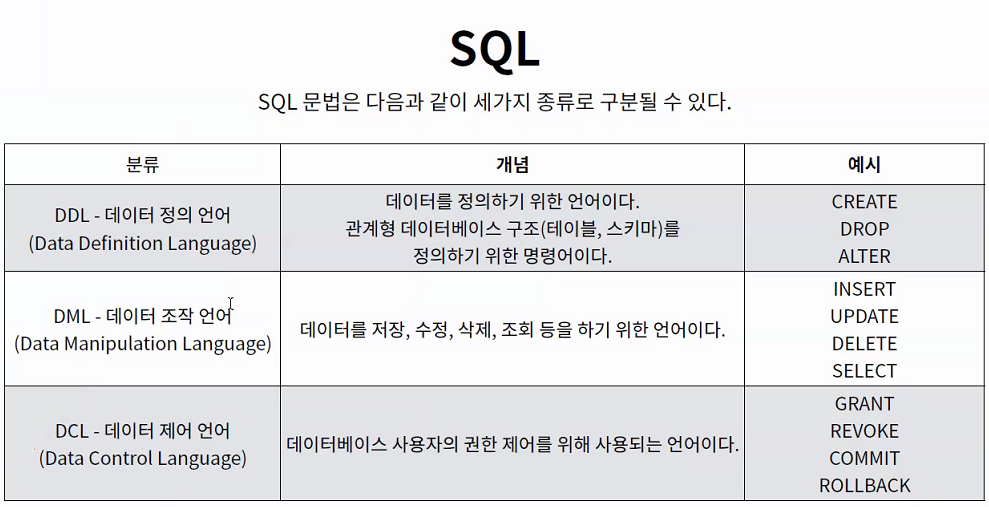 SQL
SQL 문법은 다음과 같이 세가지 종류로 구분될 수 있다.
분류 개념 예시
DDL - 데이터 정의 언어
(Data Definition Language)
데이터를 정의하기 위한 언어이다.
관계형 데이터베이스 구조(테이블, 스키마)를
정의하기 위한 명령어이다.
CREATE
DROP
ALTER
DML - 데이터 조작 언어
(Data Manipulation Language)
데이터를 저장, 수정, 삭제, 조회 등을 하기 위한 언어이다.
INSERT
UPDATE
DELETE
SELECT
DCL - 데이터 제어 언어
(Data Control Language)
데이터베이스 사용자의 권한 제어를 위해 사용되는 언어이다.
GRANT
REVOKE
COMMIT
ROLLBACK